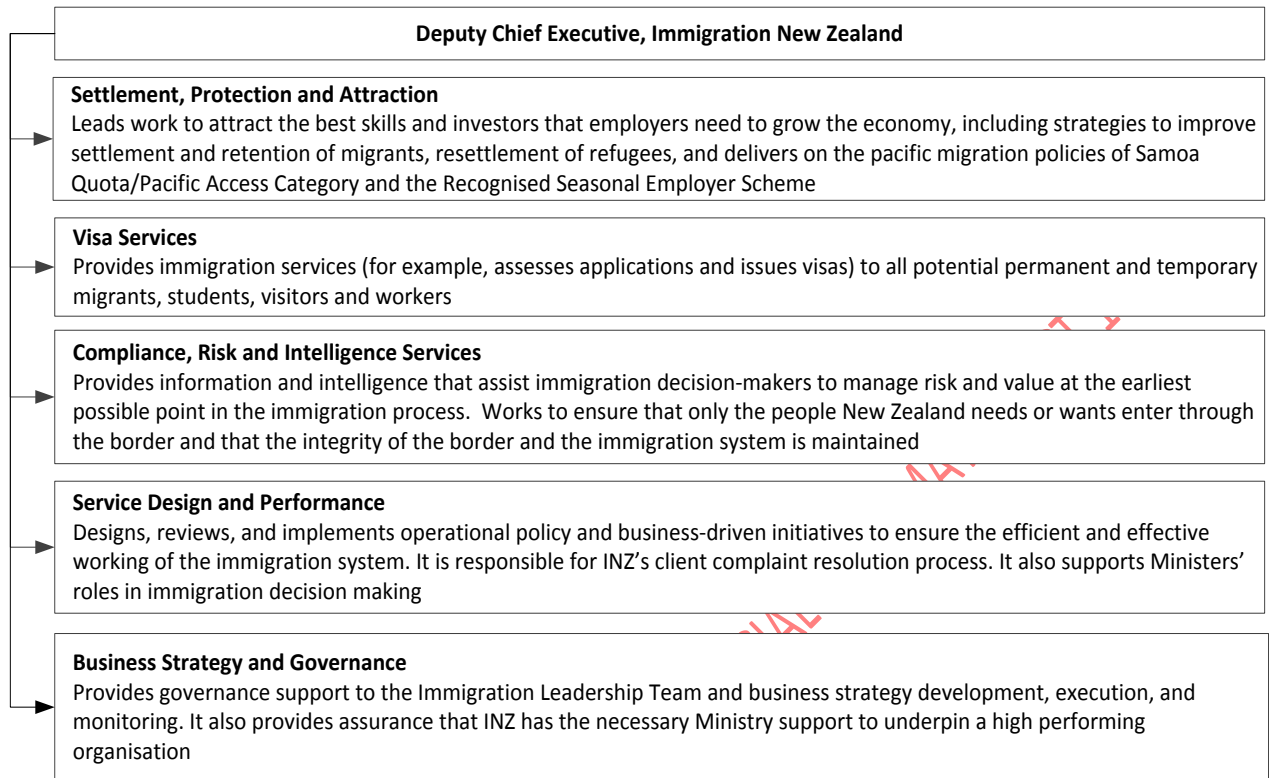 Deputy Chief Executive, Immigration New Zealand
Settlement, Protection and Attraction
Leads work to attract the best skills and investors that employers need to grow the economy, including strategies to improve
settlement and retention of migrants, resettlement of refugees, and delivers on the pacific migration policies of Samoa
Quota/Pacific Access Category and the Recognised Seasonal Employer Scheme
Visa Services
Provides immigration services (for example, assesses applications and issues visas) to all potential permanent and temporary
migrants, students, visitors and workers
Compliance, Risk and Intelligence Services
Provides information and intelligence that assist immigration decision-makers to manage risk and value at the earliest
possible point in the immigration process.  Works to ensure that only the people New Zealand needs or wants enter through
the border and that the integrity of the border and the immigration system is maintained
Service Design and Performance
Designs, reviews, and implements operational policy and business-driven initiatives to ensure the efficient and effective
working of the immigration system. It is responsible for INZ's client complaint resolution process. It also supports Ministers'
roles in immigration decision making
Business Strategy and Governance
Provides governance support to the Immigration Leadership Team and business strategy development, execution, and
monitoring. It also provides assurance that INZ has the necessary Ministry support to underpin a high performing
organisation